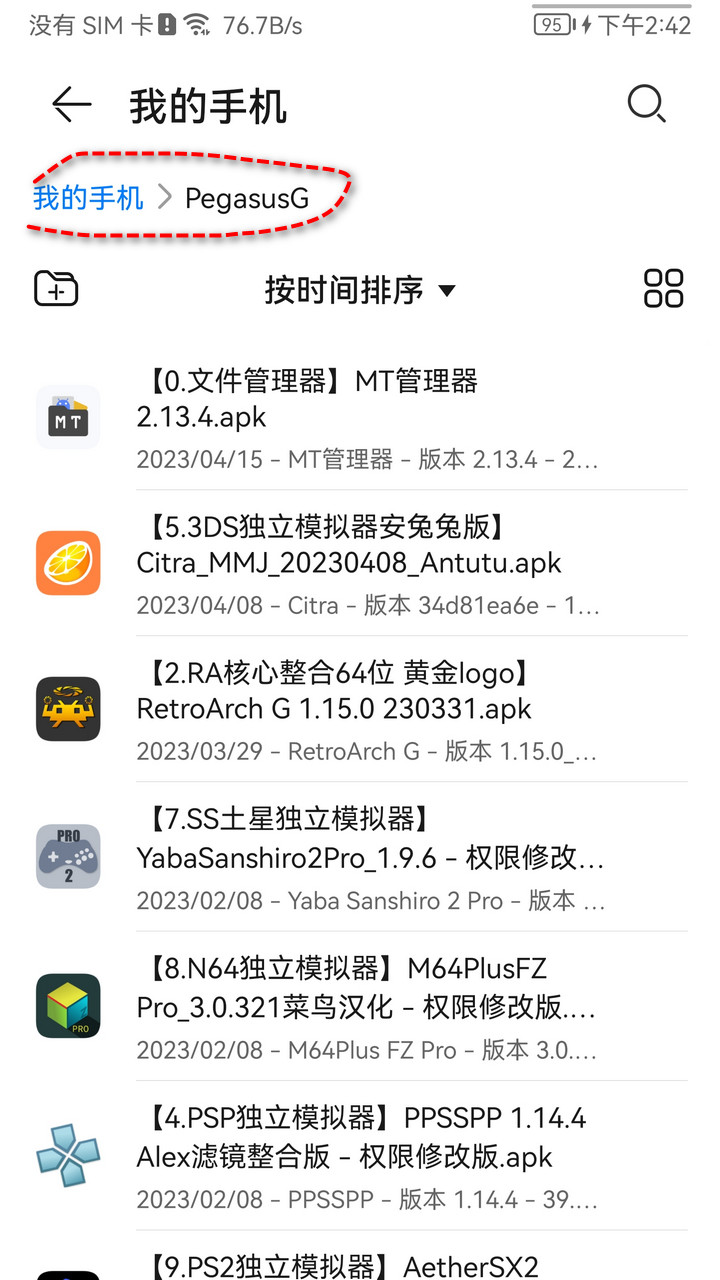 没有 SIM 卡 76.7B/s 95 下午2:42
我的手机
我的手机 > PegasusG
按时间排序
【0.文件管理器】MT管理器
2.13.4.apk
2023/04/15 - MT管理器 - 版本 2.13.4 - 2...
MT
【5.3DS独立模拟器安兔兔版】
Citra_MMJ_20230408_Antutu.apk
2023/04/08 - Citra - 版本 34d81ea6e - 1...
【2.RA核心整合64位 黄金logo】
RetroArch G 1.15.0 230331.apk
2023/03/29 - RetroArch G - 版本 1.15.0_...
【7.SS土星独立模拟器】
YabaSanshiro2Pro_1.9.6 - 权限修改...
2023/02/08 - Yaba Sanshiro 2 Pro - 版本 ...
PRO
2
【8.N64独立模拟器】M64PlusFZ
Pro_3.0.321菜鸟汉化 - 权限修改版....
2023/02/08 - M64Plus FZ Pro - 版本 3.0....
PRO
【4.PSP独立模拟器】PPSSPP 1.14.4
Alex滤镜整合版 - 权限修改版.apk
2023/02/08 - PPSSPP - 版本 1.14.4 - 39....
【9.PS2独立模拟器】AetherSX2